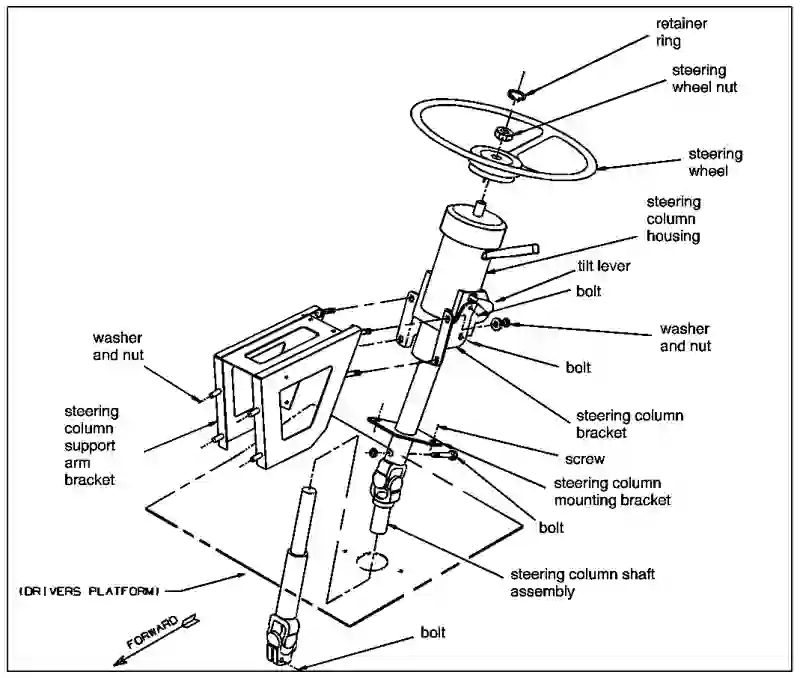 retainer
ring
steering
wheel nut
steering
wheel
steering
column
housing
tilt lever
bolt
washer
and nut
washer
and nut
bolt
steering
column
support
arm
bracket
steering column
bracket
screw
steering column
mounting bracket
bolt
steering column shaft
assembly
(DRIVERS PLATFORM)
FORWARD
bolt